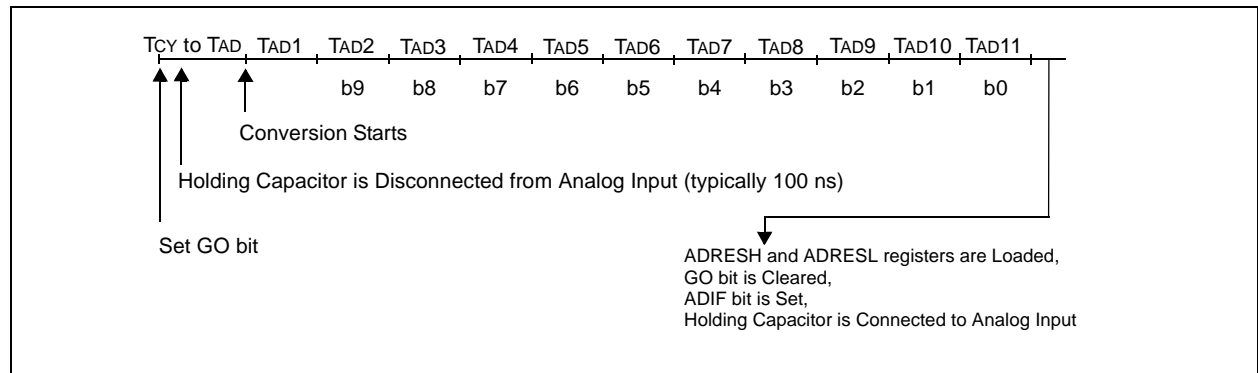 TCY to TAD TAD1 TAD2 TAD3 TAD4 TAD5 TAD6 TAD7 TAD8 TAD9 TAD10 TAD11
b9 b8 b7 b6 b5 b4 b3 b2 b1 b0
Conversion Starts
Holding Capacitor is Disconnected from Analog Input (typically 100 ns)
Set GO bit
ADRESH and ADRESL registers are Loaded,
GO bit is Cleared,
ADIF bit is Set,
Holding Capacitor is Connected to Analog Input